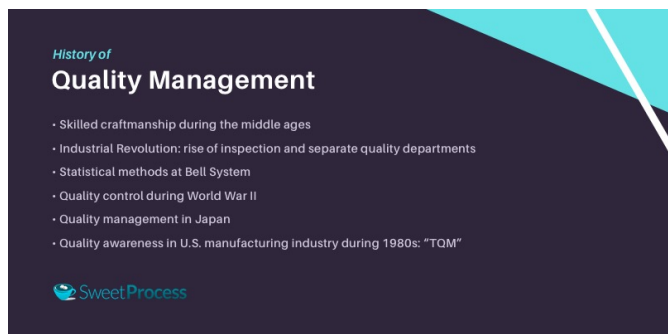 History of
Quality Management
• Skilled craftmanship during the middle ages
• Industrial Revolution: rise of inspection and separate quality departments
• Statistical methods at Bell System
• Quality control during World War II
• Quality management in Japan
• Quality awareness in U.S. manufacturing industry during 1980s: “TQM”
SweetProcess